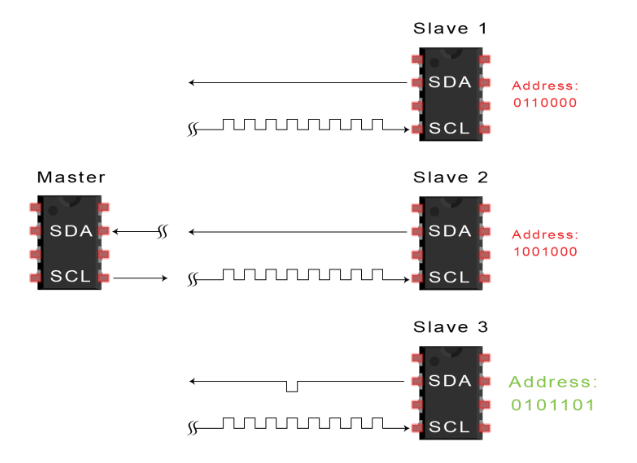 Slave 1
SDA
SCL
Address:
0110000
Master
SDA
SCL
Slave 2
SDA
SCL
Address:
1001000
Slave 3
SDA
SCL
Address:
0101101